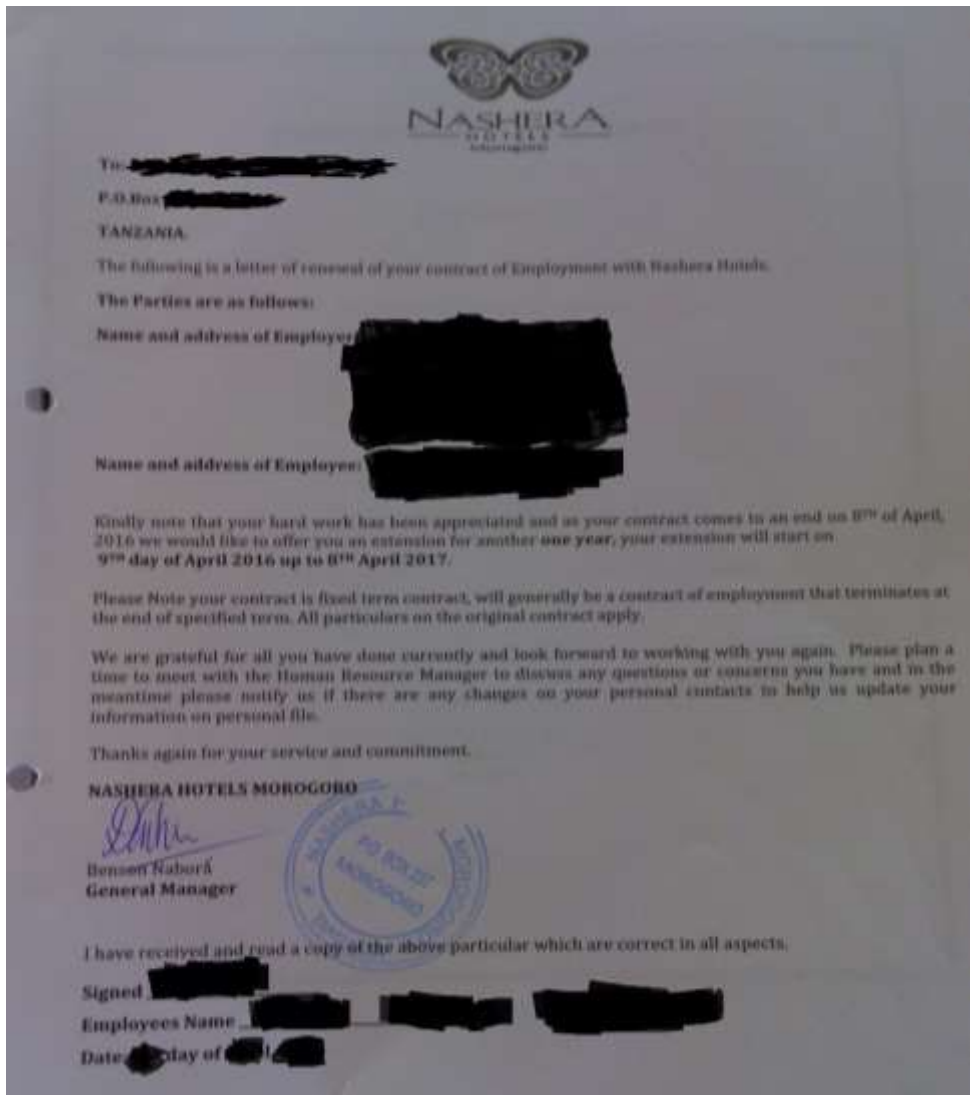 NASHERA
HOTELS
Morogoro
To:
P.O.Box
TANZANIA.
The following is a letter of renewal of your contract of Employment with Nashera Hotels.
The Parties are as follows:
Name and address of Employer:
Name and address of Employee:
Kindly note that your hard work has been appreciated and as your contract comes to an end on 8TH of April,
2016 we would like to offer you an extension for another one year, your extension will start on
9TH day of April 2016 up to 8TH April 2017.
Please Note your contract is fixed term contract, will generally be a contract of employment that terminates at
the end of specified term. All particulars on the original contract apply.
We are grateful for all you have done currently and look forward to working with you again. Please plan a
time to meet with the Human Resource Manager to discuss any questions or concerns you have and in the
meantime please notify us if there are any changes on your personal contacts to help us update your
information on personal file.
Thanks again for your service and commitment.
NASHERA HOTELS MOROGORO
NASHERA
MOROGORO
PO BOX
MOROGORO
Benson Nabora
General Manager
I have received and read a copy of the above particular which are correct in all aspects.
Signed
Employees Name
Date day of